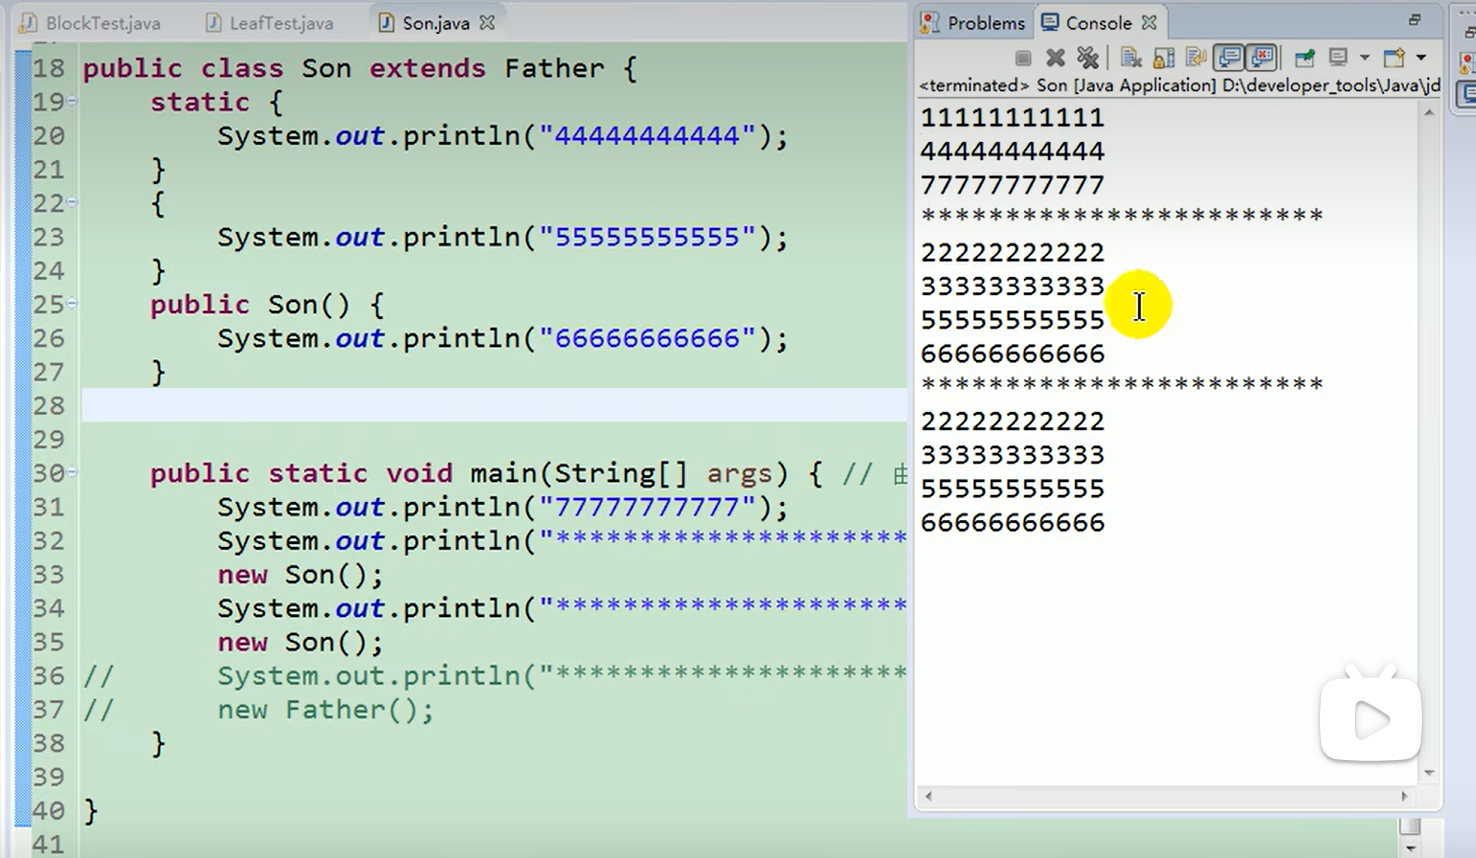 BlockTest.java LeafTest.java Son.java
18 public class Son extends Father {
19 static {
20 System.out.println("44444444444");
21 }
22 {
23 System.out.println("55555555555");
24 }
25 public Son() {
26 System.out.println("66666666666");
27 }
28
29
30 public static void main(String[] args) { // 由
31 System.out.println("77777777777");
32 System.out.println("*********************
33 new Son();
34 System.out.println("*********************
35 new Son();
36 // System.out.println("*********************
37 // new Father();
38 }
39
40 }
41
Problems Console
<terminated> Son [Java Application] D:\developer_tools\Java\jd
11111111111
44444444444
77777777777
************************
22222222222
33333333333
55555555555
66666666666
************************
22222222222
33333333333
55555555555
66666666666